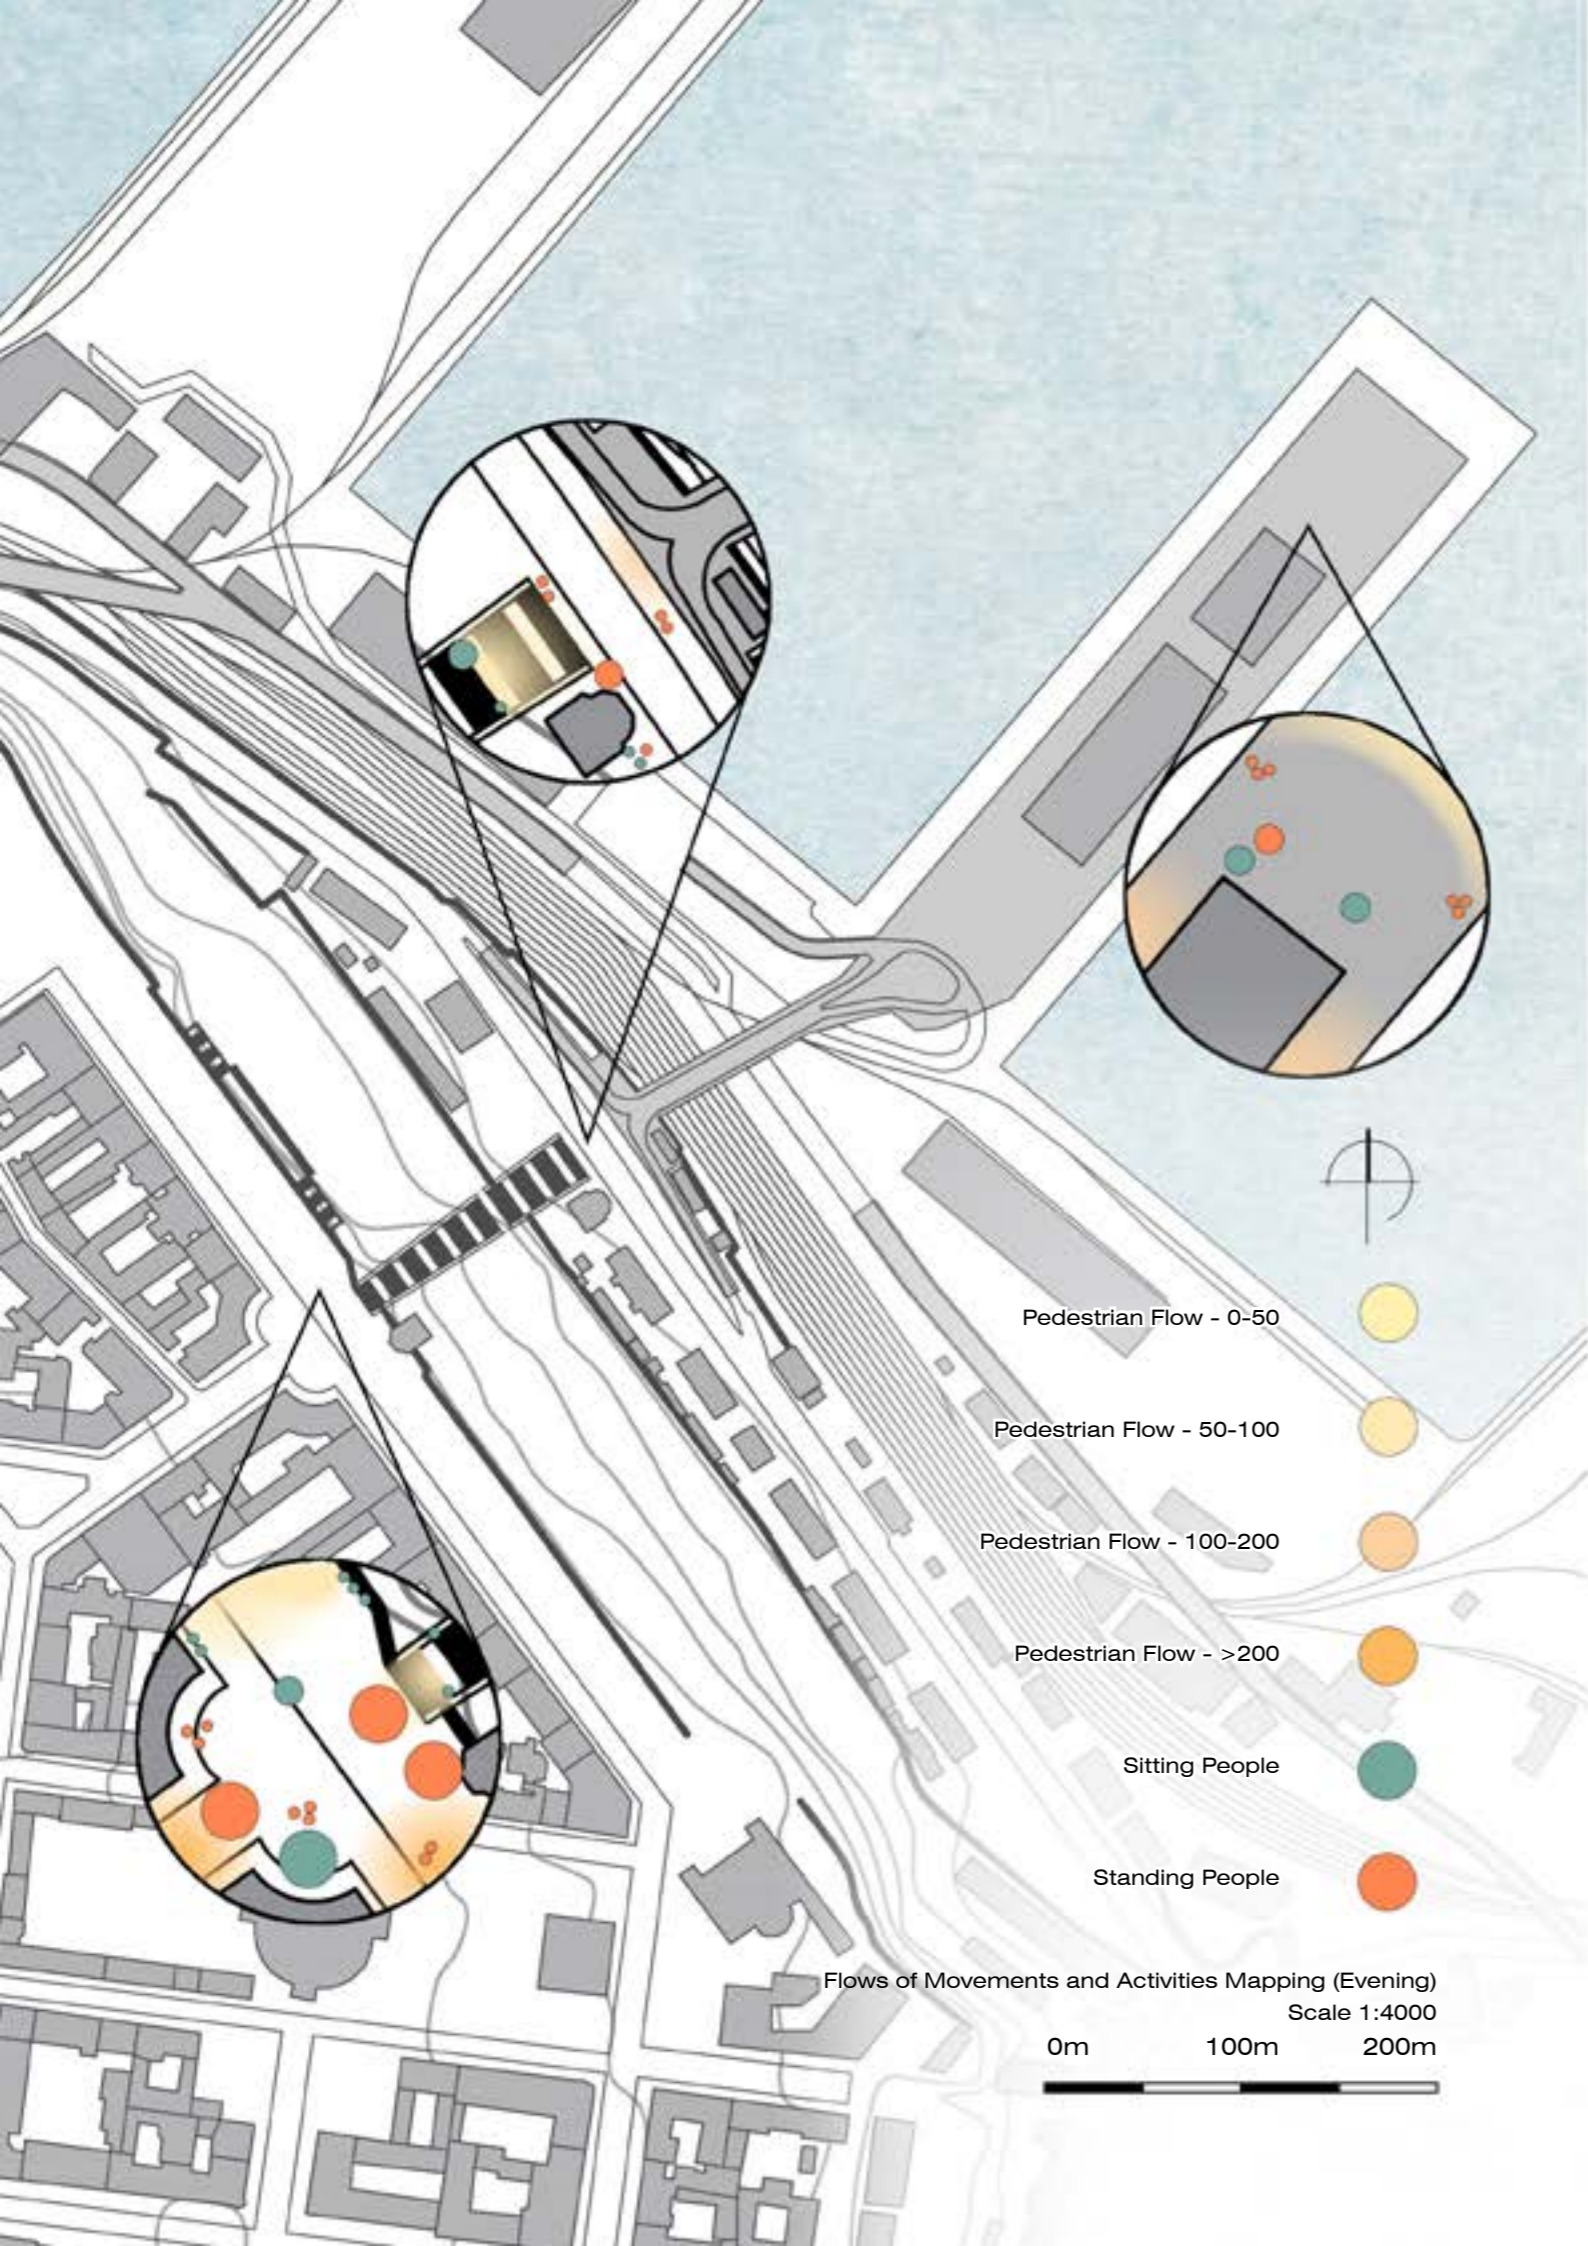 Pedestrian Flow - 0-50
Pedestrian Flow - 50-100
Pedestrian Flow - 100-200
Pedestrian Flow - >200
Sitting People
Standing People
Flows of Movements and Activities Mapping (Evening)
Scale 1:4000
0m 100m 200m